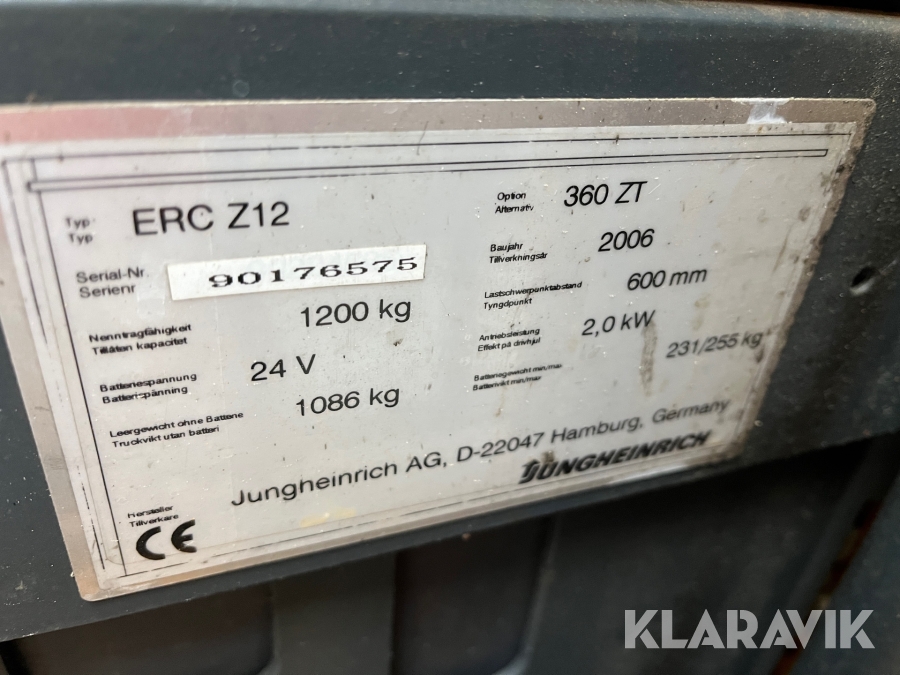 Typ ERC Z12 Option 360 ZT
Typ Alternativ
Serial-Nr. 90176575 Baujahr 2006
Serienr Tillverkningsår
Nenntragfähigkeit 1200 kg Lastschwerpunktabstand 600 mm
Tillåten kapacitet Tyngdpunkt
Batteriespannung 24 V Antriebsleistung 2,0 kW
Batterispänning Effekt på drivhjul
Leergewicht ohne Batterie 1086 kg Batteriegewicht min/max 231/255 kg
Truckvikt utan batteri Batterivikt min/max
Jungheinrich AG, D-22047 Hamburg, Germany
JUNGHEINRICH
Hersteller
Tillverkare
CE
KLARAVIK